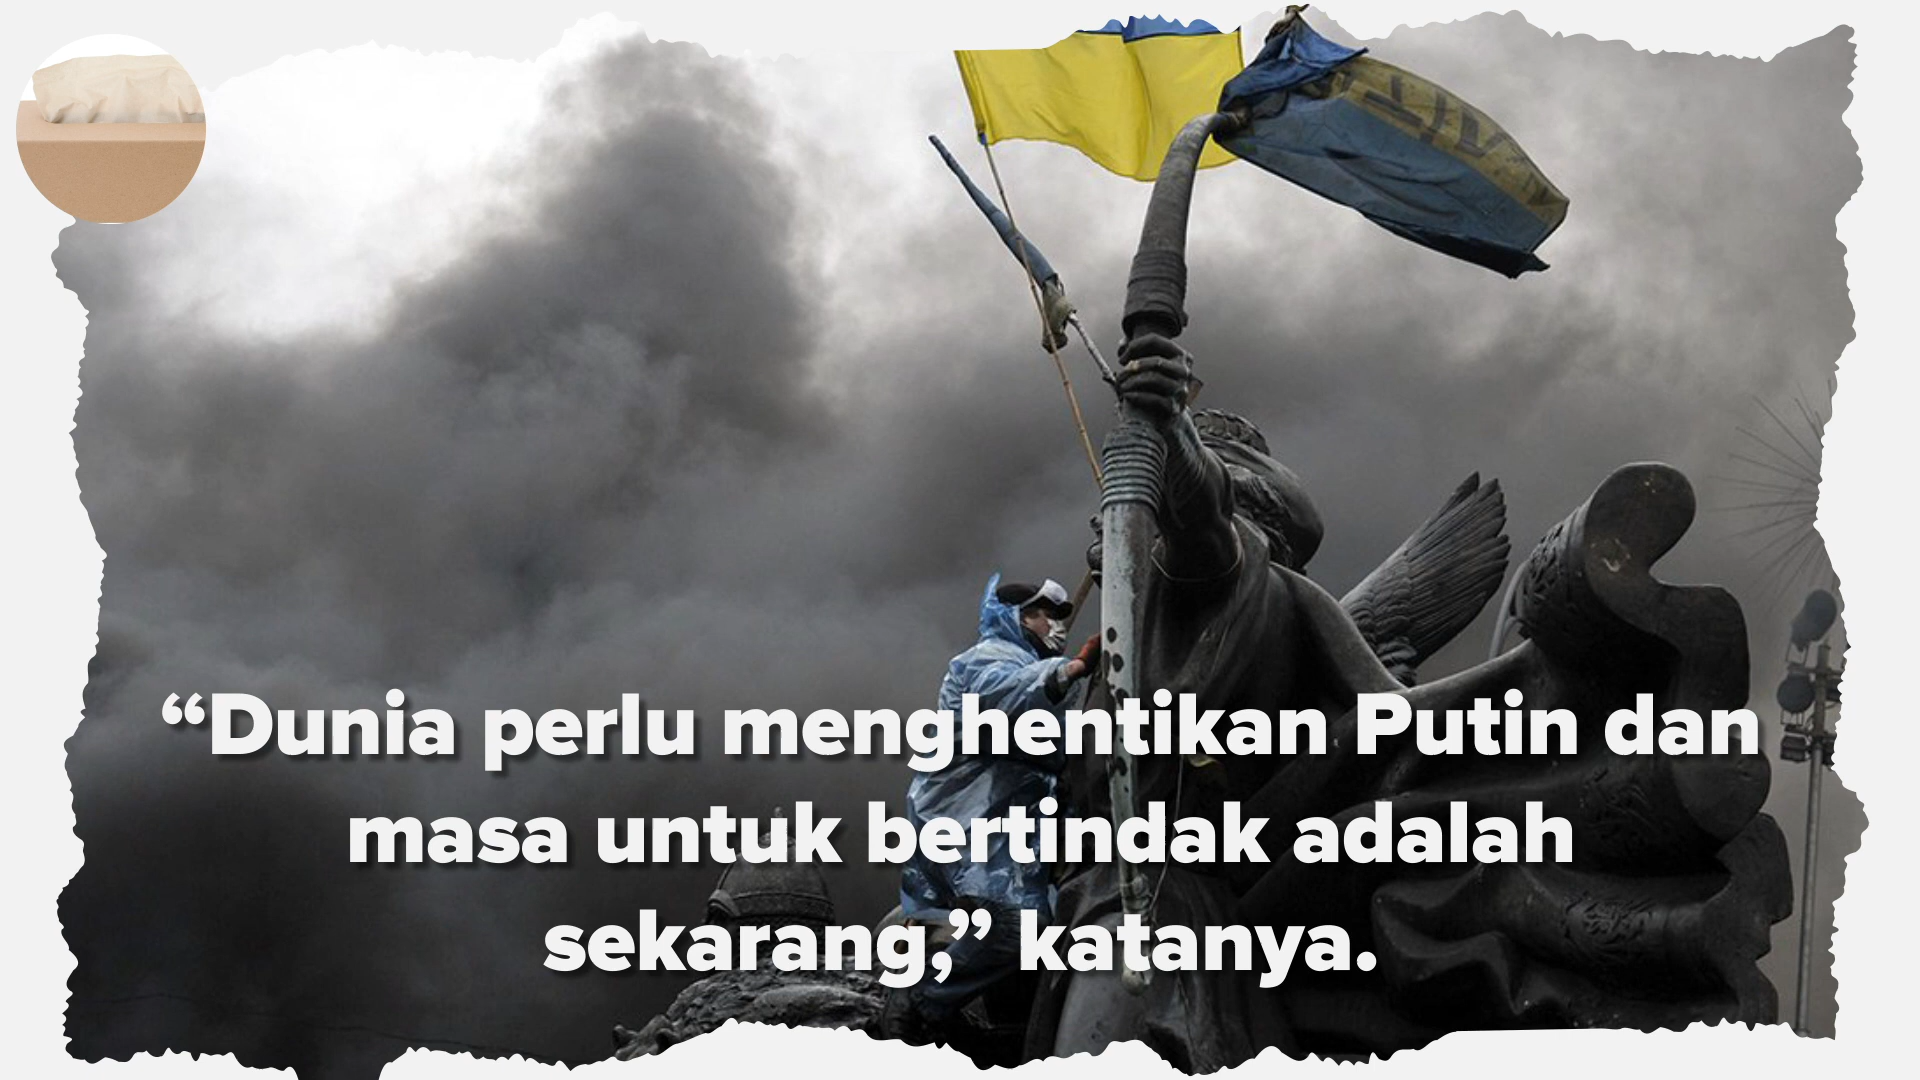 “Dunia perlu menghentikan Putin dan
masa untuk bertindak adalah
sekarang,” katanya.